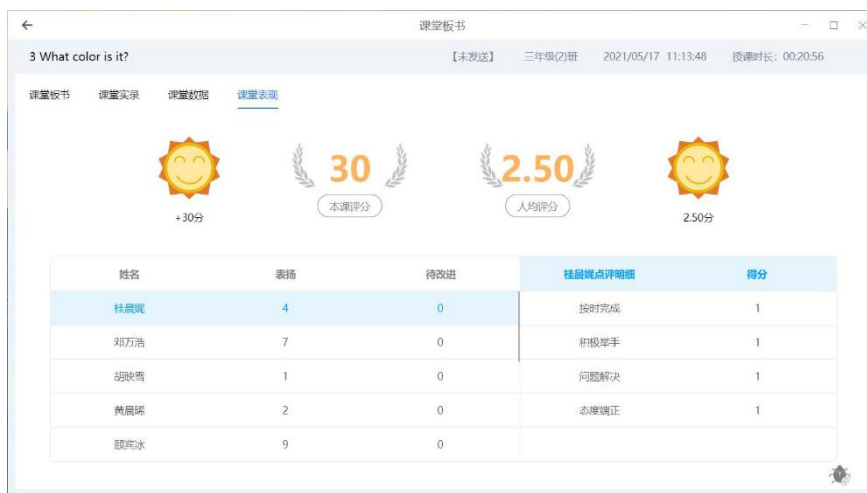 课堂板书
3 What color is it? 【未发送】 三年级(2)班 2021/05/17 11:13:48 授课时长：00:20:56
课堂板书 课堂实录 课堂数据 课堂表现
30 2.50
本课评分 人均评分
+30分 2.50分
姓名 表扬 待改进 桂晨娓点评明细 得分
桂晨娓 4 0 按时完成 1
邓万浩 7 0 积极举手 1
胡映雪 1 0 问题解决 1
黄晨晞 2 0 态度端正 1
顾宾冰 9 0